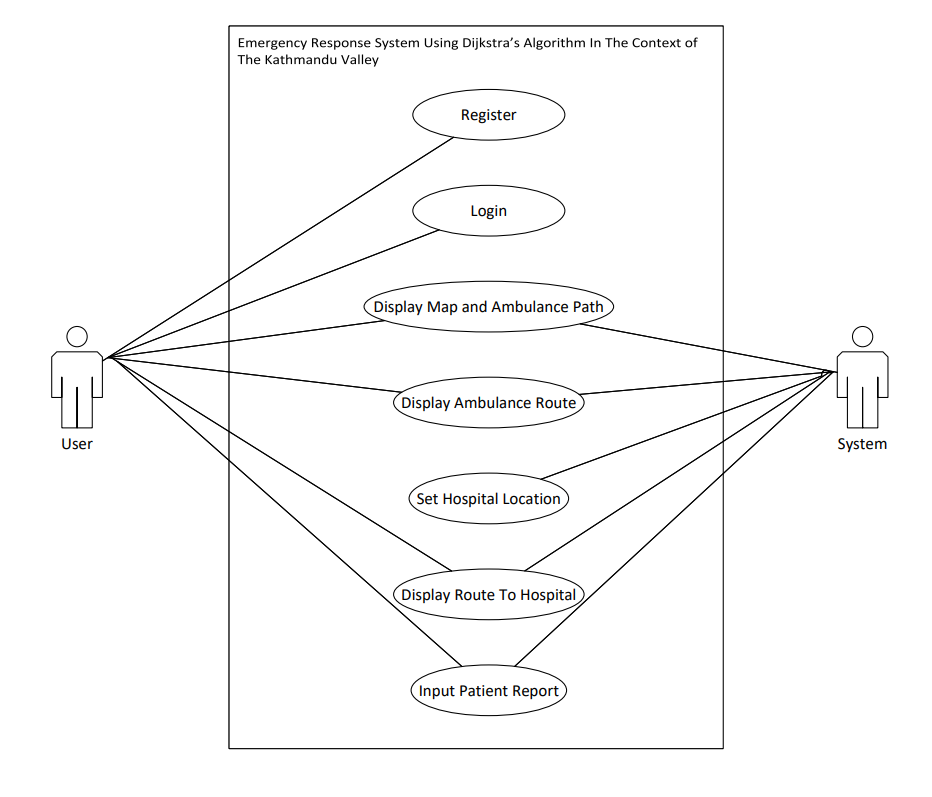 Emergency Response System Using Dijkstra's Algorithm In The Context of
The Kathmandu Valley
Register
Login
Display Map and Ambulance Path
Display Ambulance Route
User
System
Set Hospital Location
Display Route To Hospital
Input Patient Report